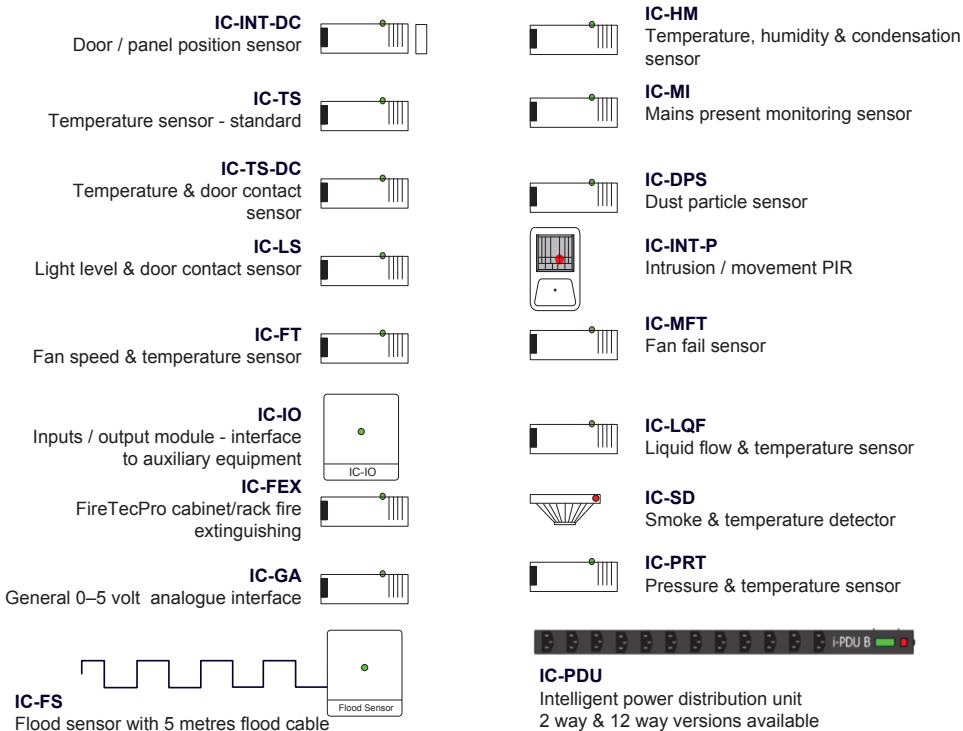 IC-INT-DC
Door / panel position sensor
IC-TS
Temperature sensor - standard
IC-TS-DC
Temperature & door contact
sensor
IC-LS
Light level & door contact sensor
IC-FT
Fan speed & temperature sensor
IC-IO
Inputs / output module - interface
to auxiliary equipment
IC-IO
IC-FEX
FireTecPro cabinet/rack fire
extinguishing
IC-GA
General 0–5 volt analogue interface
Flood Sensor
IC-FS
Flood sensor with 5 metres flood cable
IC-HM
Temperature, humidity & condensation
sensor
IC-MI
Mains present monitoring sensor
IC-DPS
Dust particle sensor
IC-INT-P
Intrusion / movement PIR
IC-MFT
Fan fail sensor
IC-LQF
Liquid flow & temperature sensor
IC-SD
Smoke & temperature detector
IC-PRT
Pressure & temperature sensor
i-PDU B
IC-PDU
Intelligent power distribution unit
2 way & 12 way versions available